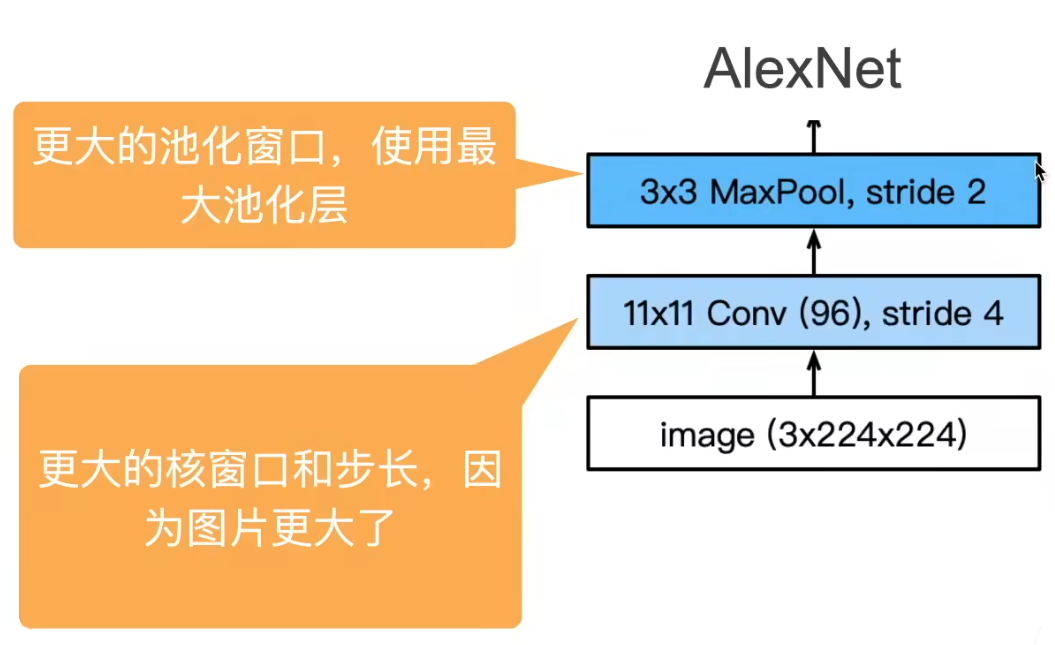 AlexNet
更大的池化窗口，使用最
大池化层
3x3 MaxPool, stride 2
11x11 Conv (96), stride 4
更大的核窗口和步长，因
为图片更大了
image (3x224x224)